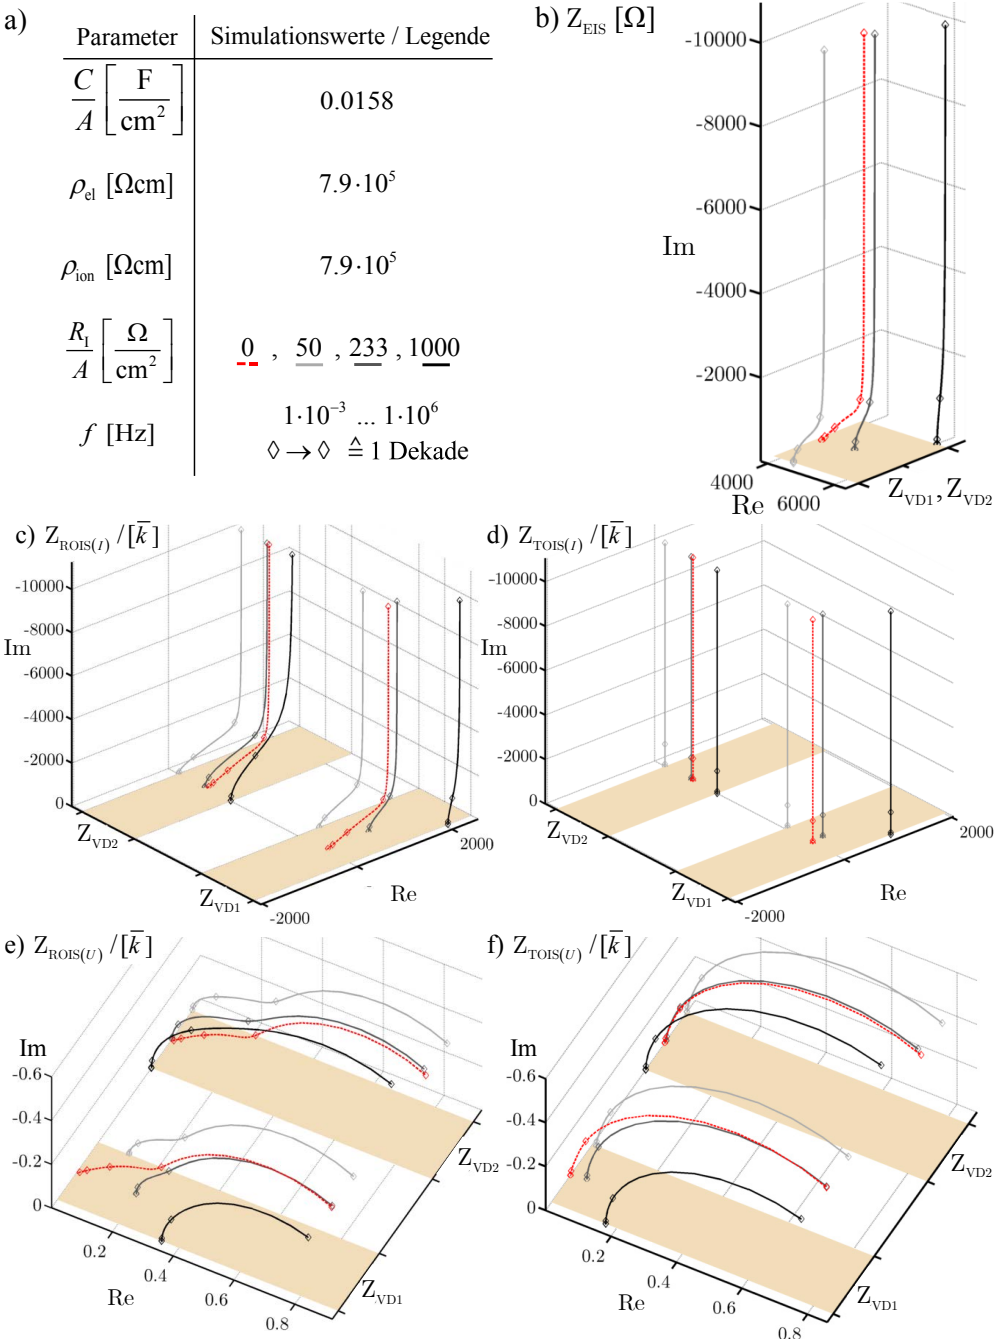 a)
Parameter Simulationswerte / Legende
C/A [F/cm²] 0.0158
ρel [Ωcm] 7.9·10⁵
ρion [Ωcm] 7.9·10⁵
RI/A [Ω/cm²] 0 , 50 , 233 , 1000
f [Hz] 1·10⁻³ ... 1·10⁶
◊→◊ ≙ 1 Dekade
b) ZEIS [Ω]
-10000
-8000
-6000
Im
-4000
-2000
4000
Re 6000
ZVD1, ZVD2
c) ZROIS(I) /[k̅]
-10000
-8000
Im
-6000
-4000
-2000
0
ZVD2
ZVD1
-2000
Re
2000
d) ZTOIS(I) /[k̅]
-10000
-8000
Im
-6000
-4000
-2000
0
ZVD2
ZVD1
-2000
Re
2000
e) ZROIS(U) /[k̅]
Im
-0.6
-0.4
-0.2
0
0.2
0.4
Re
0.6
0.8
ZVD2
ZVD1
f) ZTOIS(U) /[k̅]
Im
-0.6
-0.4
-0.2
0
0.2
0.4
Re
0.6
0.8
ZVD2
ZVD1